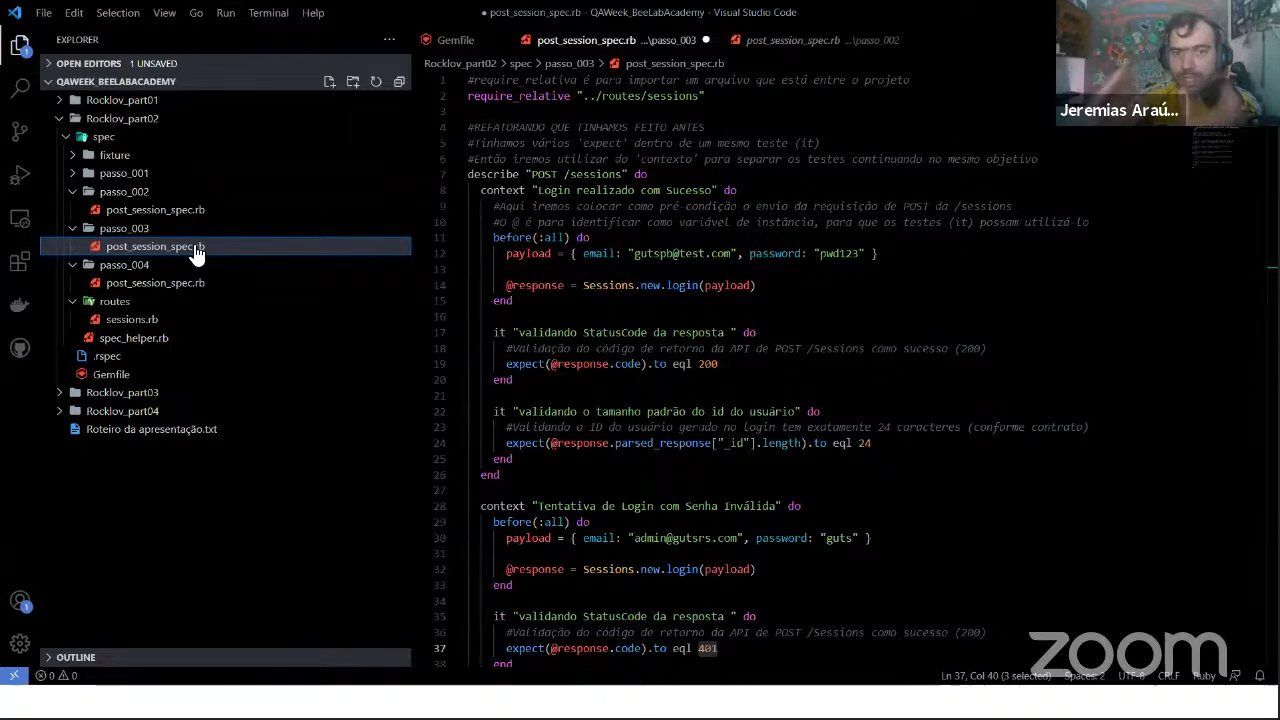 File Edit Selection View Go Run Terminal Help
● post_session_spec.rb - QAWeek_BeeLabAcademy - Visual Studio Code
EXPLORER
OPEN EDITORS 1 UNSAVED
QAWEEK_BEELABACADEMY
Rocklov_part01
Rocklov_part02
spec
fixture
passo_001
passo_002
post_session_spec.rb
passo_003
post_session_spec.rb
passo_004
post_session_spec.rb
routes
sessions.rb
spec_helper.rb
.rspec
Gemfile
Rocklov_part03
Rocklov_part04
Roteiro da apresentação.txt
OUTLINE
Gemfile
post_session_spec.rb ...\passo_003 ●
post_session_spec.rb ...\passo_002
Rocklov_part02 > spec > passo_003 > post_session_spec.rb
1 #require_relative é para importar um arquivo que está entre o projeto
2 require_relative "../routes/sessions"
3
4 #REFATORANDO QUE TINHAMOS FEITO ANTES
5 #Tinhamos vários 'expect' dentro de um mesmo teste (it)
6 #Então iremos utilizar do 'contexto' para separar os testes continuando no mesmo objetivo
7 describe "POST /sessions" do
8 context "Login realizado com Sucesso" do
9 #Aqui iremos colocar como pré-condição o envio da requisição de POST da /sessions
10 #O @ é para identificar como variável de instância, para que os testes (it) possam utilizá-lo
11 before(:all) do
12 payload = { email: "gutspb@test.com", password: "pwd123" }
13
14 @response = Sessions.new.login(payload)
15 end
16
17 it "validando StatusCode da resposta " do
18 #Validação do código de retorno da API de POST /Sessions como sucesso (200)
19 expect(@response.code).to eql 200
20 end
21
22 it "validando o tamanho padrão do id do usuário" do
23 #Validando o ID do usuário gerado no login tem exatamente 24 caracteres (conforme contrato)
24 expect(@response.parsed_response["_id"].length).to eql 24
25 end
26 end
27
28 context "Tentativa de Login com Senha Inválida" do
29 before(:all) do
30 payload = { email: "admin@gutsrs.com", password: "guts" }
31
32 @response = Sessions.new.login(payload)
33 end
34
35 it "validando StatusCode da resposta " do
36 #Validação do código de retorno da API de POST /Sessions como sucesso (200)
37 expect(@response.code).to eql 401
38 end
Jeremias Araú...
zoom
0 0
Ln 37, Col 40 (3 selected) Spaces: 2 UTF-8 CRLF Ruby